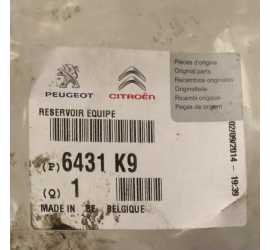 PEUGEOT
CITROËN
Pièces d'origine
Original parts
Recambios originales
Originalteile
Ricambi originali
Peças de origem
RESERVOIR EQUIPE
(P) 6431 K9
(Q) 1
MADE IN BE BELGIQUE
02/09/2014 - 19:39